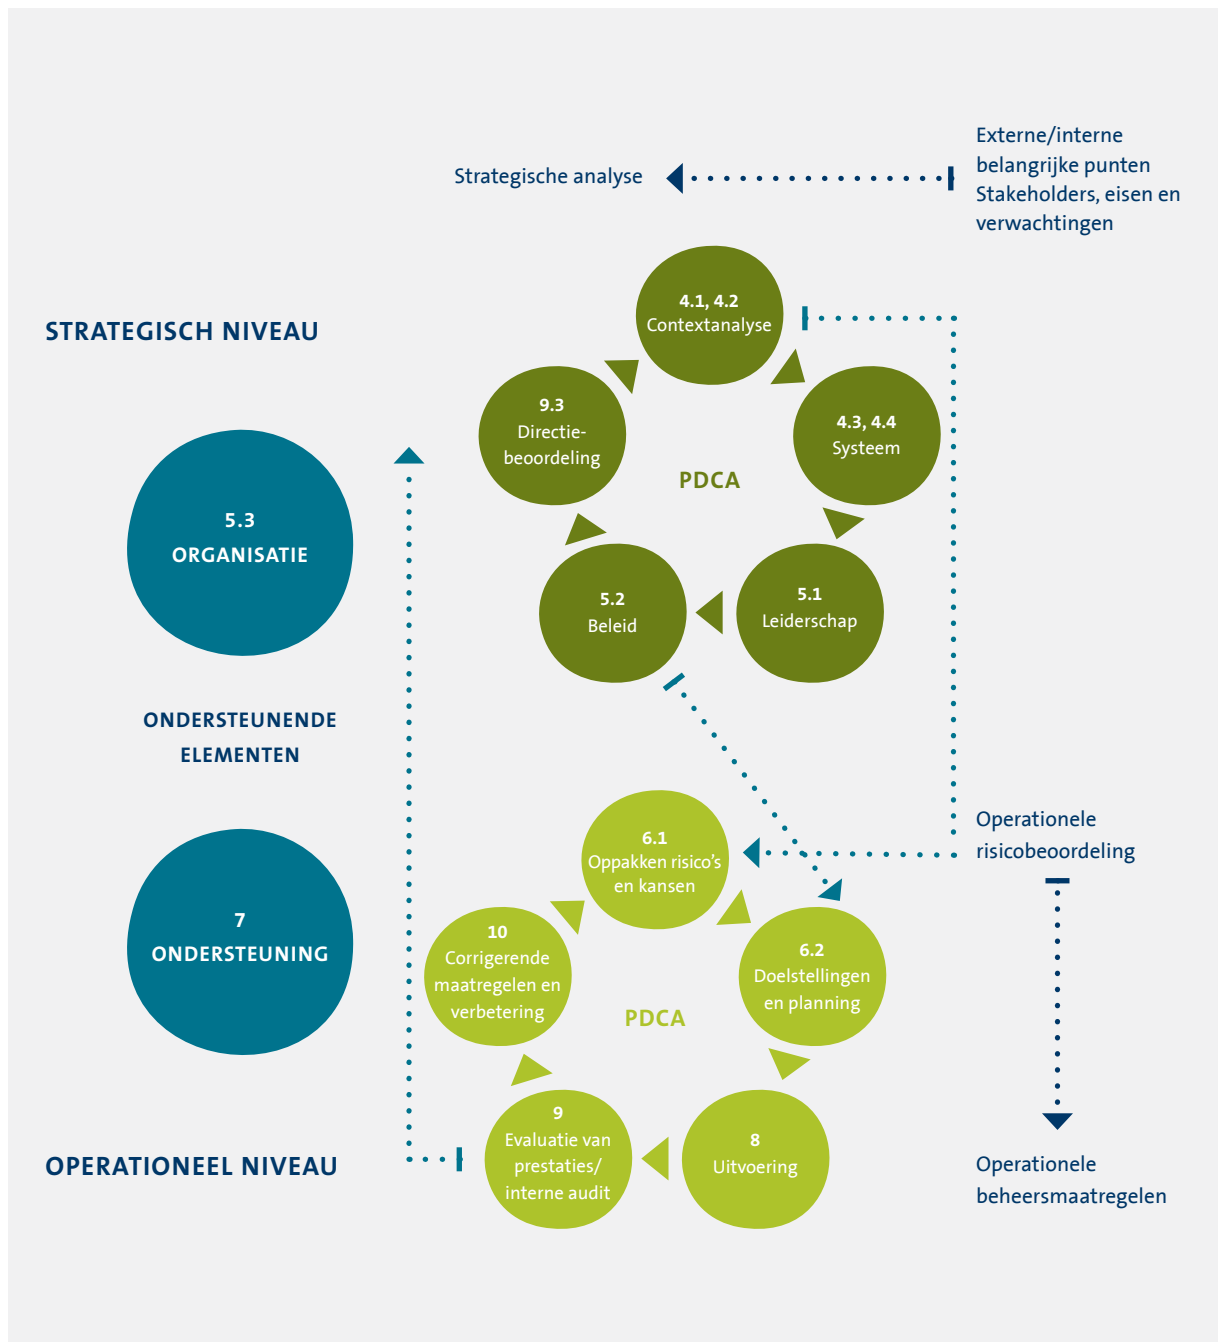 Strategische analyse
Externe/interne
belangrijke punten
Stakeholders, eisen en
verwachtingen
STRATEGISCH NIVEAU
4.1, 4.2
Contextanalyse
9.3
Directie-
beoordeling
4.3, 4.4
Systeem
PDCA
5.3
ORGANISATIE
5.2
Beleid
5.1
Leiderschap
ONDERSTEUNENDE
ELEMENTEN
6.1
Oppakken risico's
en kansen
Operationele
risicobeoordeling
7
ONDERSTEUNING
10
Corrigerende
maatregelen en
verbetering
6.2
Doelstellingen
en planning
PDCA
OPERATIONEEL NIVEAU
9
Evaluatie van
prestaties/
interne audit
8
Uitvoering
Operationele
beheersmaatregelen